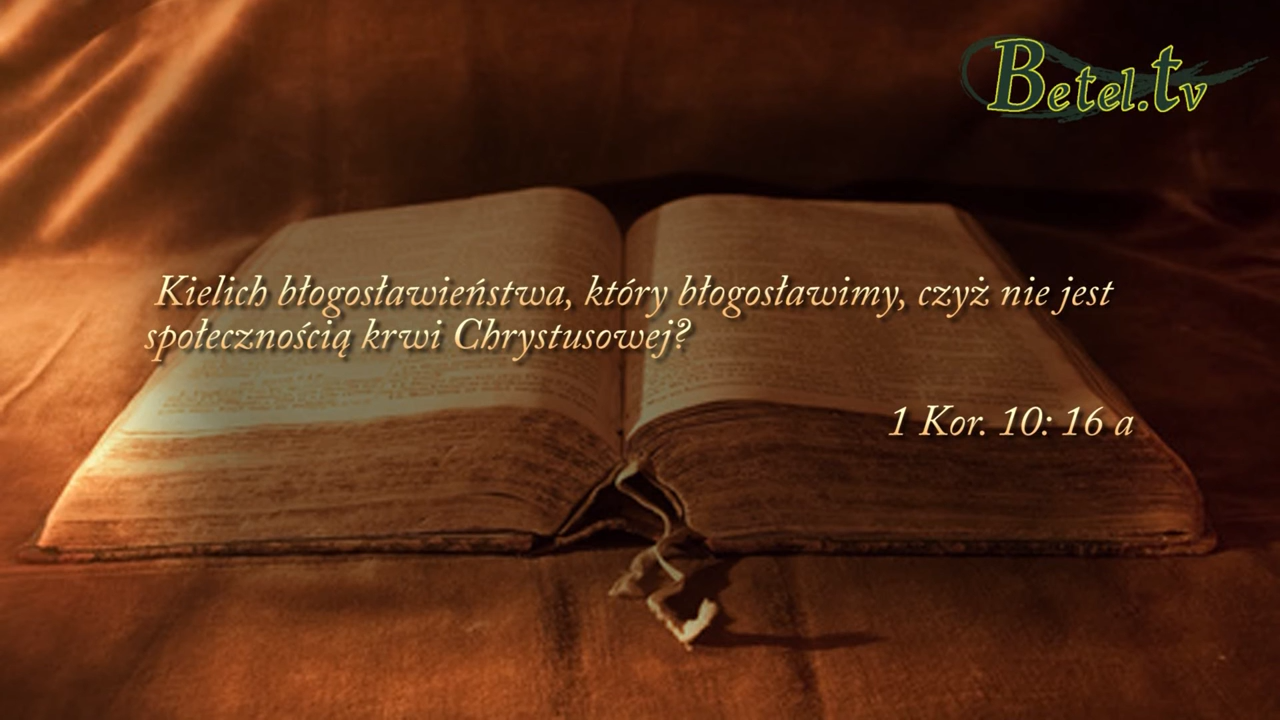 Betel.tv
Kielich błogosławieństwa, który błogosławimy, czyż nie jest
społecznością krwi Chrystusowej?
1 Kor. 10: 16 a